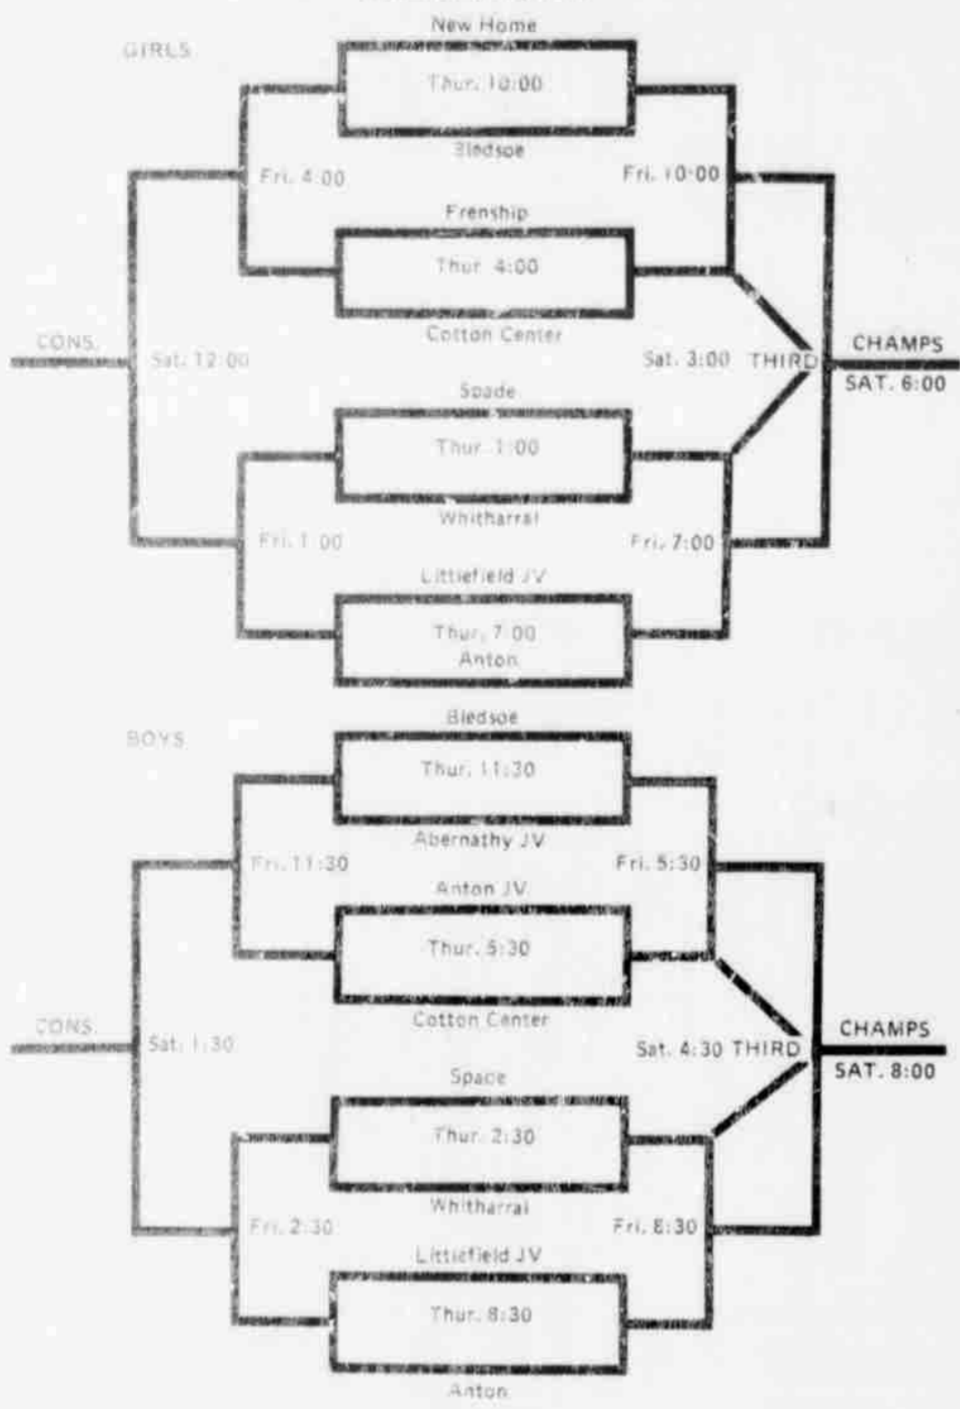 New Home
GIRLS
Thur. 10:00
Bledsoe
Fri. 4:00
Fri. 10:00
Frenship
Thur. 4:00
Cotton Center
CONS.
Sat. 12:00
Sat. 3:00 THIRD
CHAMPS
SAT. 6:00
Spade
Thur. 1:00
Whitharral
Fri. 1:00
Fri. 7:00
Littlefield JV
Thur. 7:00
Anton
Bledsoe
BOYS
Thur. 11:30
Abernathy JV
Fri. 11:30
Fri. 5:30
Anton JV
Thur. 5:30
Cotton Center
CONS.
Sat. 1:30
Sat. 4:30 THIRD
CHAMPS
SAT. 8:00
Spade
Thur. 2:30
Whitharral
Fri. 2:30
Fri. 8:30
Littlefield JV
Thur. 8:30
Anton